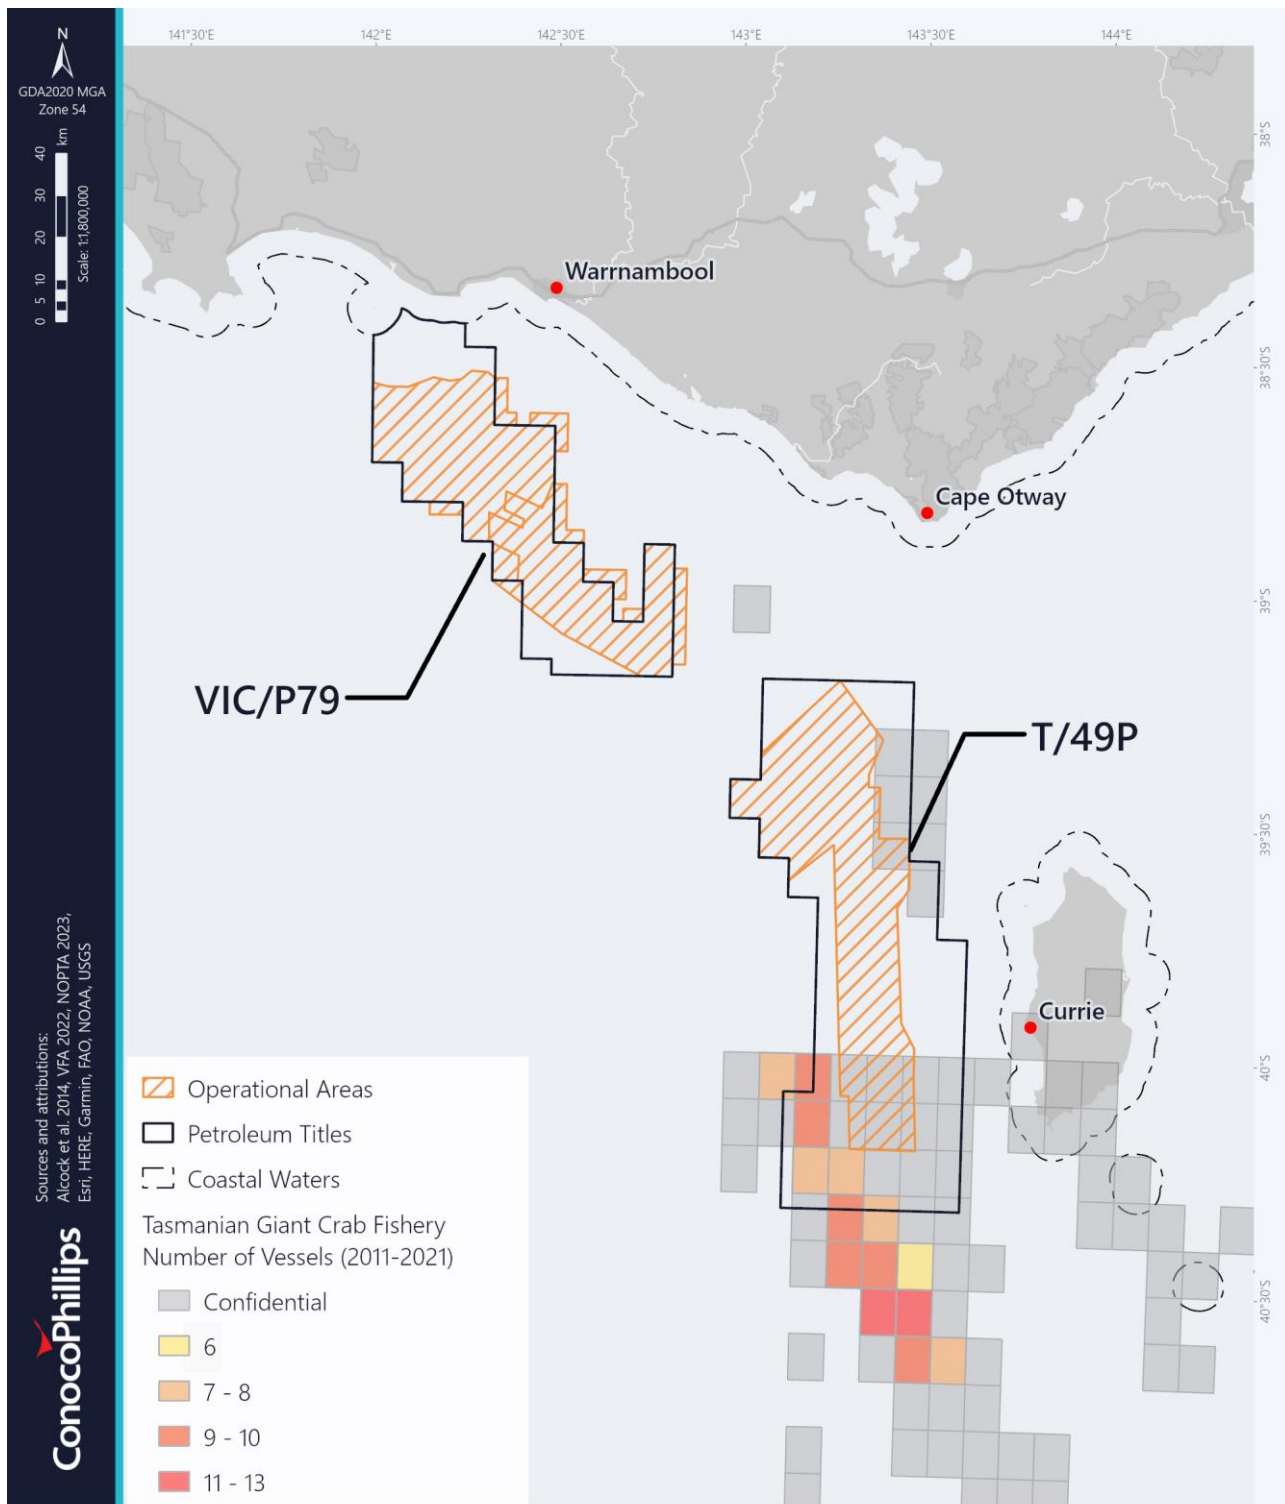 141°30'E
142°E
142°30'E
143°E
143°30'E
144°E
N
GDA2020 MGA
Zone 54
0 5 10 20 30 40 km
Scale: 1:1,800,000
38°S
Warrnambool
38°30'S
Cape Otway
39°S
VIC/P79
T/49P
39°30'S
Currie
40°S
40°30'S
Operational Areas
Petroleum Titles
Coastal Waters
Tasmanian Giant Crab Fishery
Number of Vessels (2011-2021)
Confidential
6
7 - 8
9 - 10
11 - 13
Sources and attributions:
Alcock et al. 2014, VFA 2022, NOPTA 2023,
Esri, HERE, Garmin, FAO, NOAA, USGS
ConocoPhillips